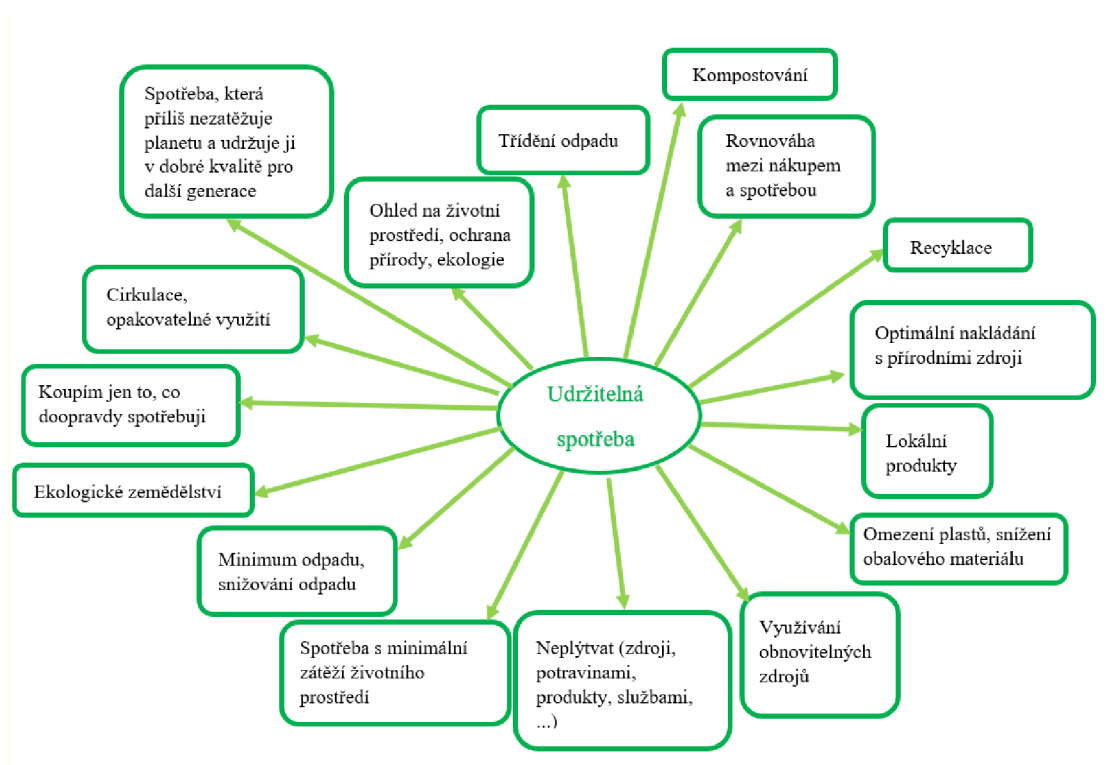 Kompostování
Spotřeba, která
příliš nezatěžuje
planetu a udržuje ji
v dobré kvalitě pro
další generace
Třídění odpadu
Rovnováha
mezi nákupem
a spotřebou
Ohled na životní
prostředí, ochrana
přírody, ekologie
Recyklace
Cirkulace,
opakovatelné využití
Optimální nakládání
s přírodními zdroji
Koupím jen to, co
doopravdy spotřebuji
Udržitelná
spotřeba
Lokální
produkty
Ekologické zemědělství
Omezení plastů, snížení
obalového materiálu
Minimum odpadu,
snižování odpadu
Využívání
obnovitelných
zdrojů
Spotřeba s minimální
zátěží životního
prostředí
Neplýtvat (zdroji,
potravinami,
produkty, službami,
...)